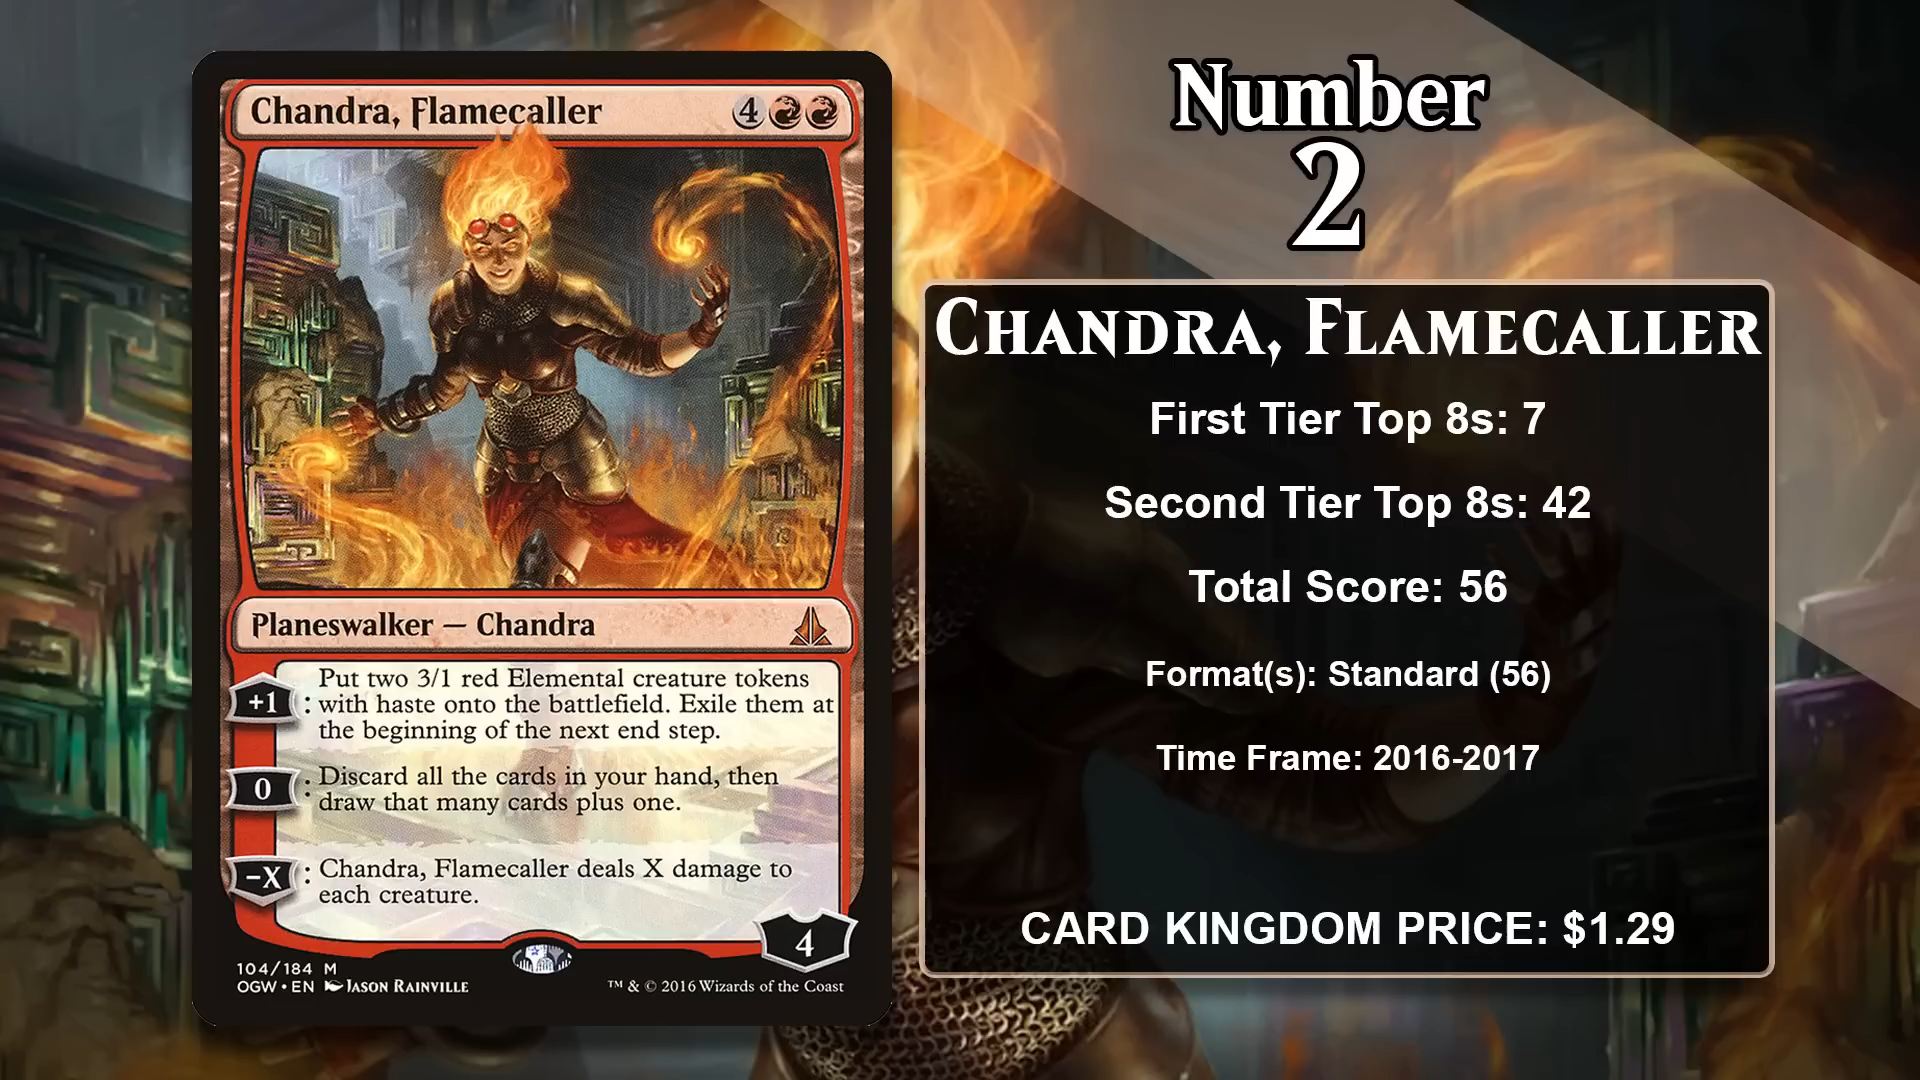 Chandra, Flamecaller 4
Planeswalker — Chandra
+1 : Put two 3/1 red Elemental creature tokens
with haste onto the battlefield. Exile them at
the beginning of the next end step.
0 : Discard all the cards in your hand, then
draw that many cards plus one.
−X : Chandra, Flamecaller deals X damage to
each creature.
4
104/184 M
OGW • EN JASON RAINVILLE
™ & © 2016 Wizards of the Coast
Number
2
CHANDRA, FLAMECALLER
First Tier Top 8s: 7
Second Tier Top 8s: 42
Total Score: 56
Format(s): Standard (56)
Time Frame: 2016-2017
CARD KINGDOM PRICE: $1.29